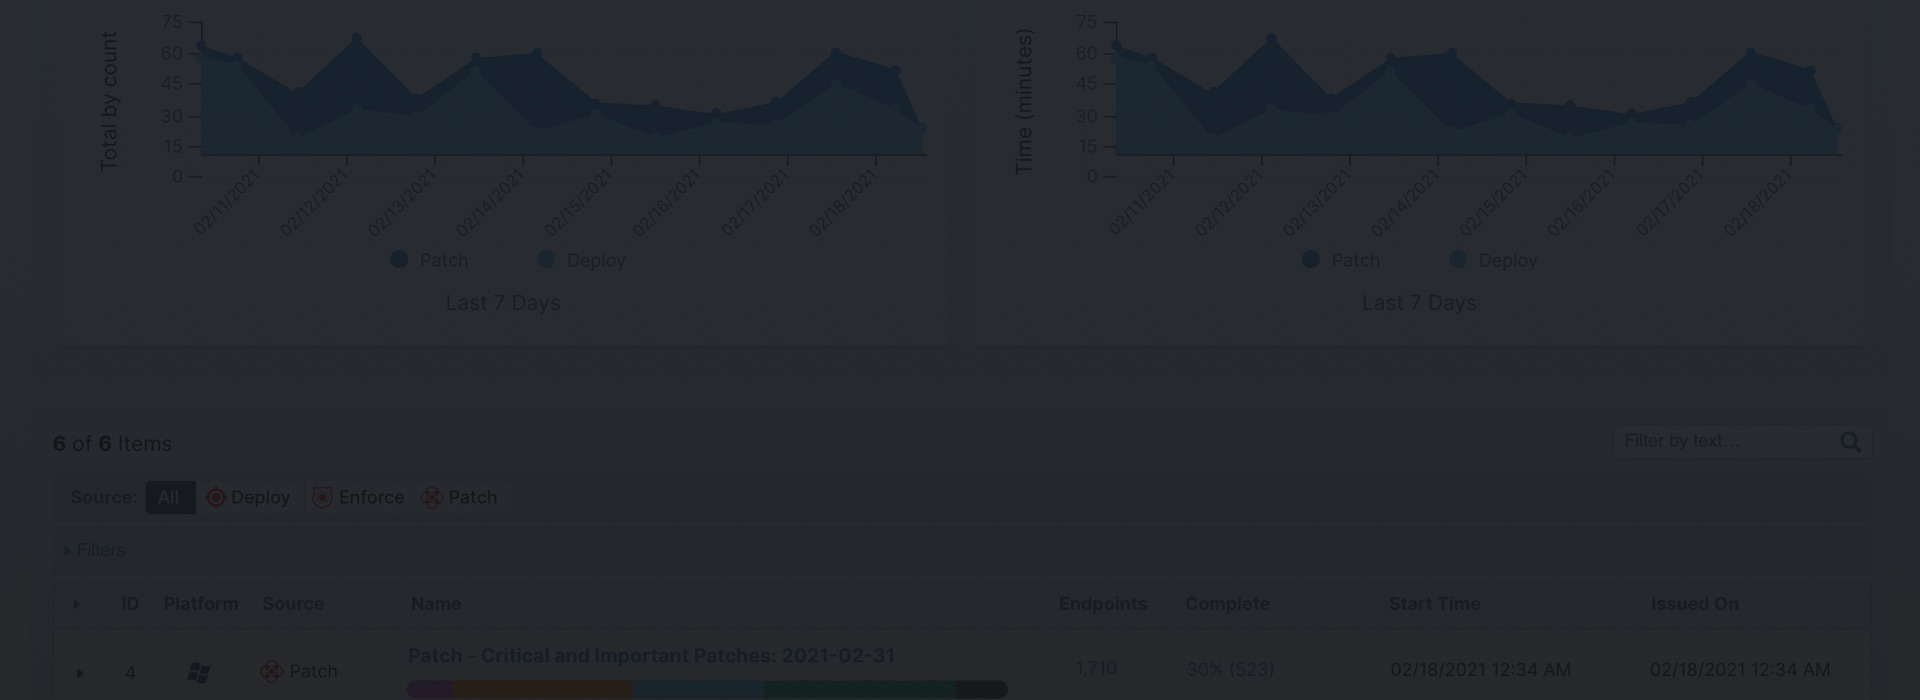 75 75
60 60
45 45
30 30
15 15
0 0
Total by count Time (minutes)
02/11/2021 02/12/2021 02/13/2021 02/14/2021 02/15/2021 02/16/2021 02/17/2021 02/18/2021 02/11/2021 02/12/2021 02/13/2021 02/14/2021 02/15/2021 02/16/2021 02/17/2021 02/18/2021
Patch Deploy Patch Deploy
Last 7 Days Last 7 Days
6 of 6 Items Filter by text...
Source: All Deploy Enforce Patch
Filters
ID Platform Source Name Endpoints Complete Start Time Issued On
Patch - Critical and Important Patches: 2021-02-31
4 Patch 1,710 30% (523) 02/18/2021 12:34 AM 02/18/2021 12:34 AM